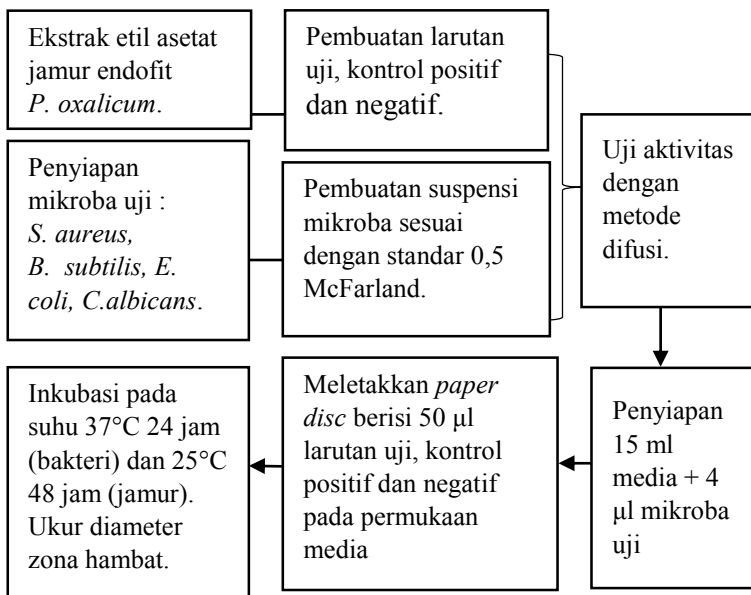 Ekstrak etil asetat
jamur endofit
P. oxalicum.
Pembuatan larutan
uji, kontrol positif
dan negatif.
Penyiapan
mikroba uji :
S. aureus,
B. subtilis, E.
coli, C.albicans.
Pembuatan suspensi
mikroba sesuai
dengan standar 0,5
McFarland.
Uji aktivitas
dengan
metode
difusi.
Penyiapan
15 ml
media + 4
µl mikroba
uji
Meletakkan paper
disc berisi 50 µl
larutan uji, kontrol
positif dan negatif
pada permukaan
media
Inkubasi pada
suhu 37°C 24 jam
(bakteri) dan 25°C
48 jam (jamur).
Ukur diameter
zona hambat.